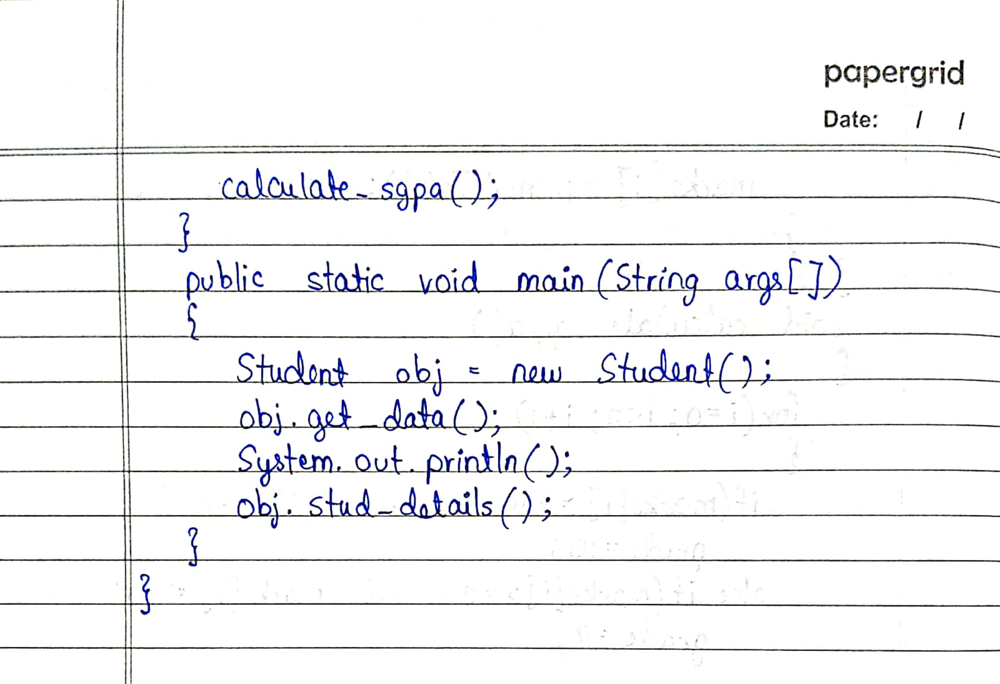 papergrid
Date: / /
calculate_sgpa();
}
public static void main (String args[])
{
Student obj = new Student();
obj. get_data();
System. out. println();
obj. stud_details();
}
}